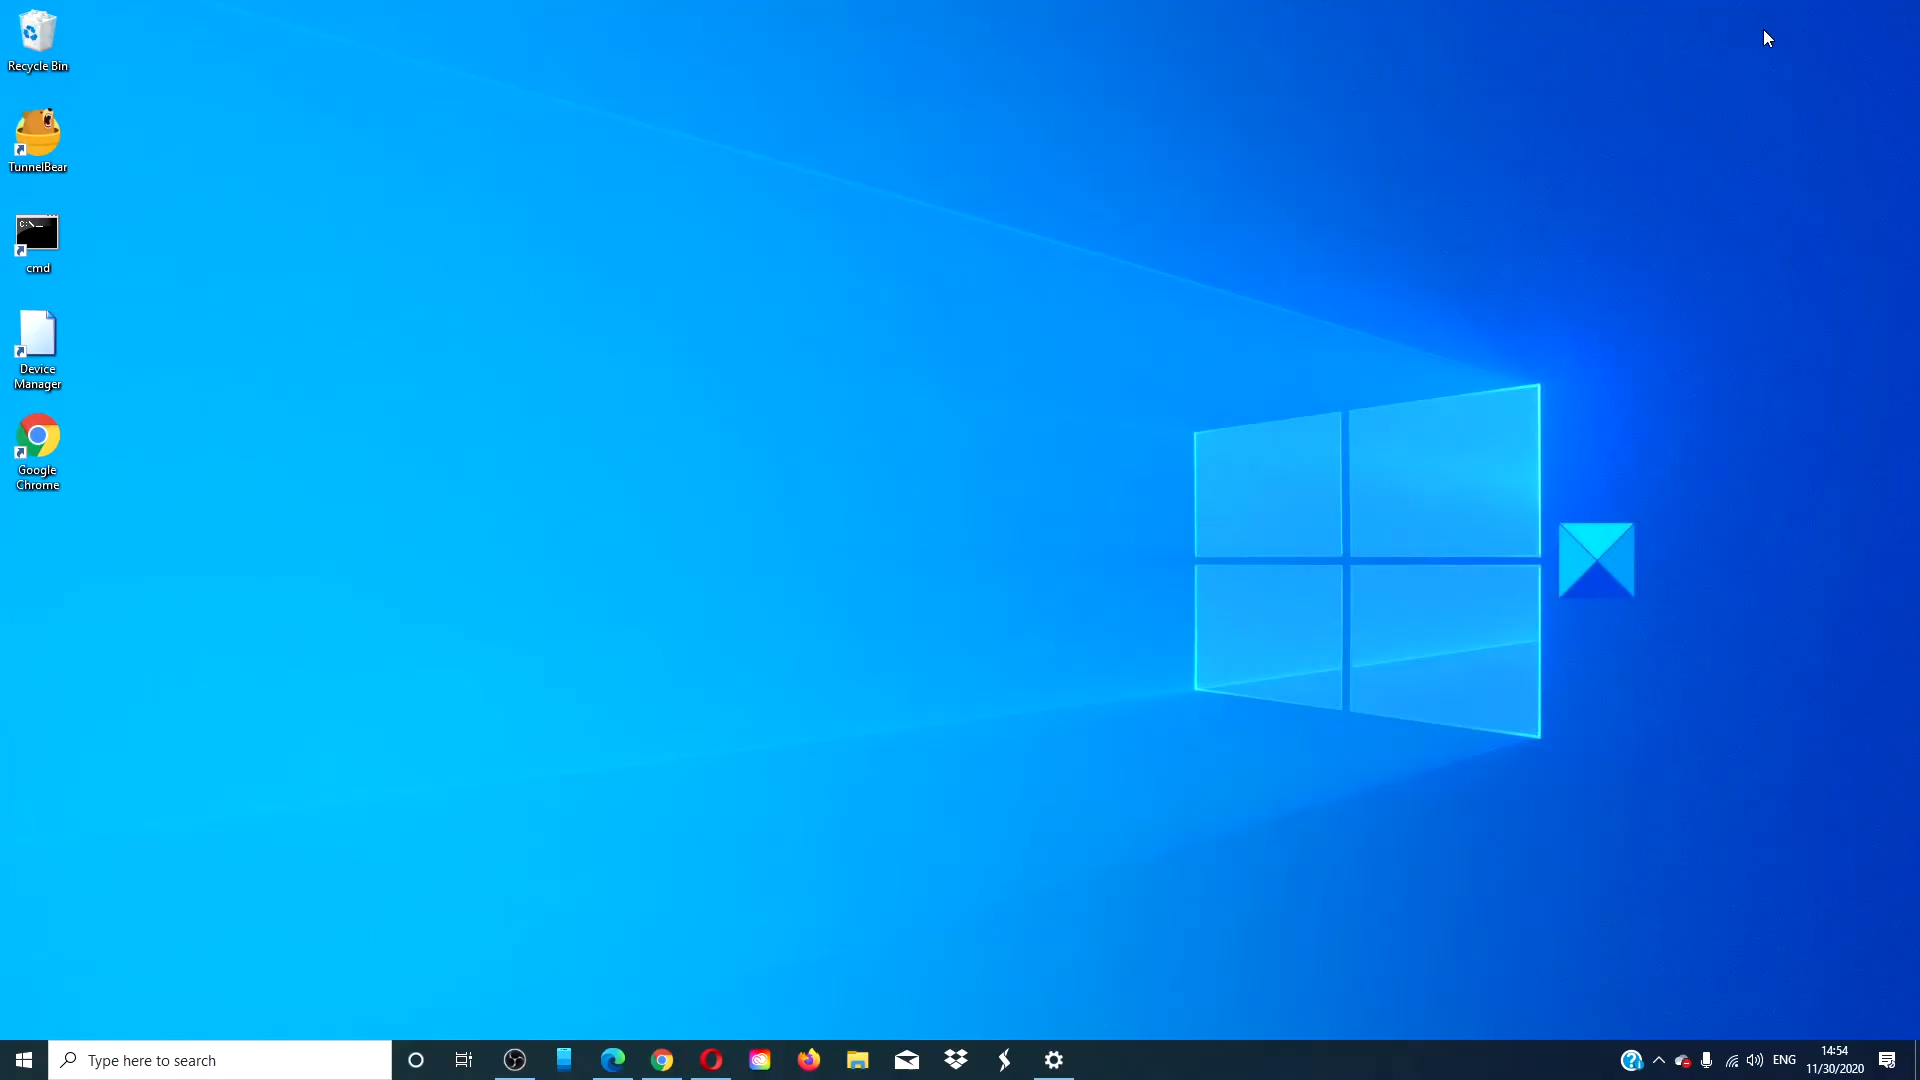 Recycle Bin
TunnelBear
C:\_
cmd
Device
Manager
Google
Chrome
Type here to search
ENG
14:54
11/30/2020